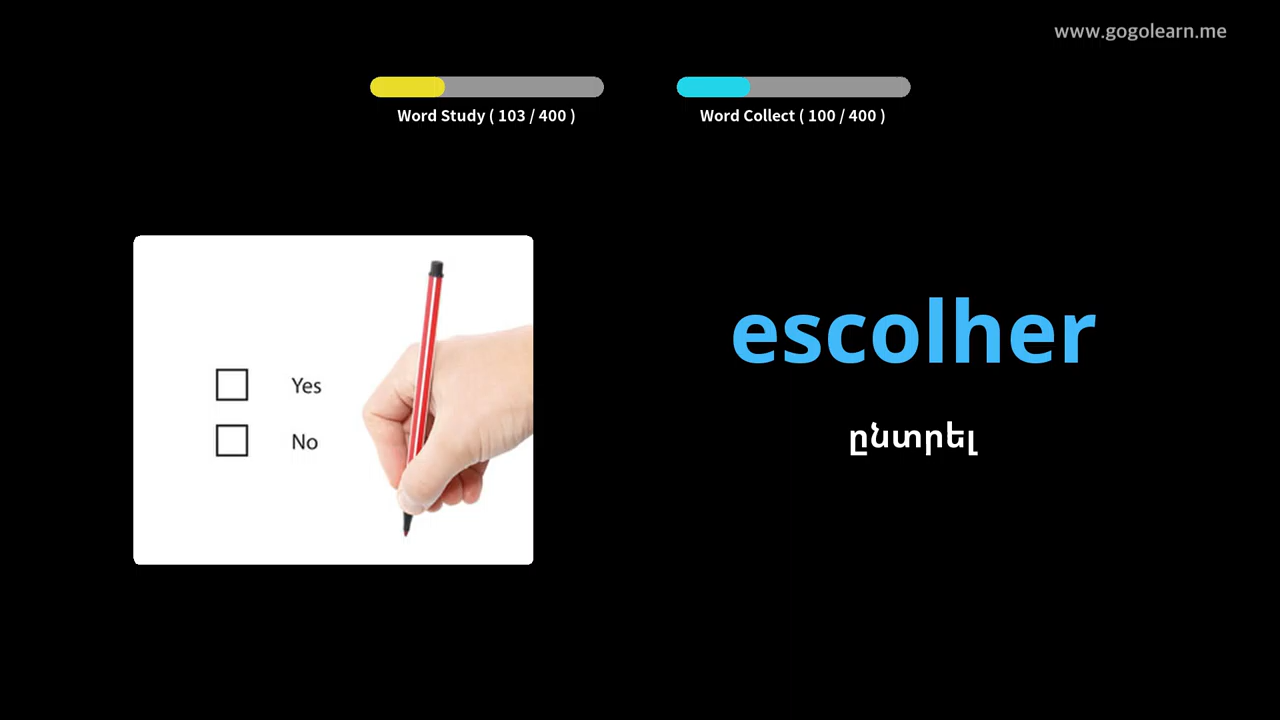 www.gogolearn.me
Word Study ( 103 / 400 )
Word Collect ( 100 / 400 )
Yes
No
escolher
ընտրել